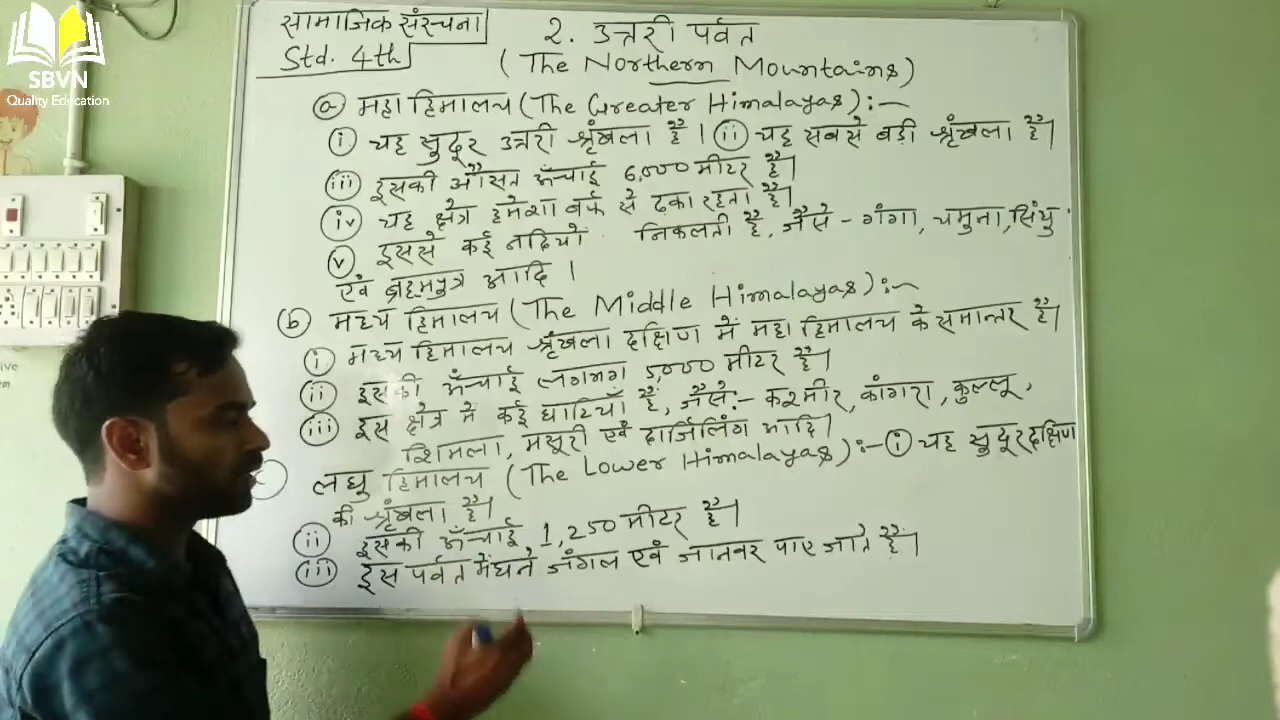 SBVN
Quality Education
सामाजिक संरचना
Std. 4th
2. उत्तरी पर्वत
(The Northern Mountains)
(a) महा हिमालय (The Greater Himalayas):-
(i) यह सुदूर उत्तरी श्रृंखला है। (ii) यह सबसे बड़ी श्रृंखला है।
(iii) इसकी औसत ऊँचाई 6,000 मीटर है।
(iv) यह क्षेत्र हमेशा बर्फ से ढका रहता है।
(v) इससे कई नदियाँ निकलती है, जैसे - गंगा, यमुना, सिंधु
एवं ब्रह्मपुत्र आदि।
(b) मध्य हिमालय (The Middle Himalayas):-
(i) मध्य हिमालय श्रृंखला दक्षिण में महा हिमालय के समान्तर है।
(ii) इसकी ऊँचाई लगभग 5,000 मीटर है।
(iii) इस क्षेत्र मे कई घाटियाँ है, जैसे:- कश्मीर, कांगरा, कुल्लू,
शिमला, मसूरी एवं दार्जिलिंग आदि।
लघु हिमालय (The Lower Himalayas):- (i) यह सुदूर दक्षिण
की श्रृंखला है।
(ii) इसकी ऊँचाई 1,250 मीटर है।
(iii) इस पर्वत में घने जंगल एवं जानवर पाए जाते है।